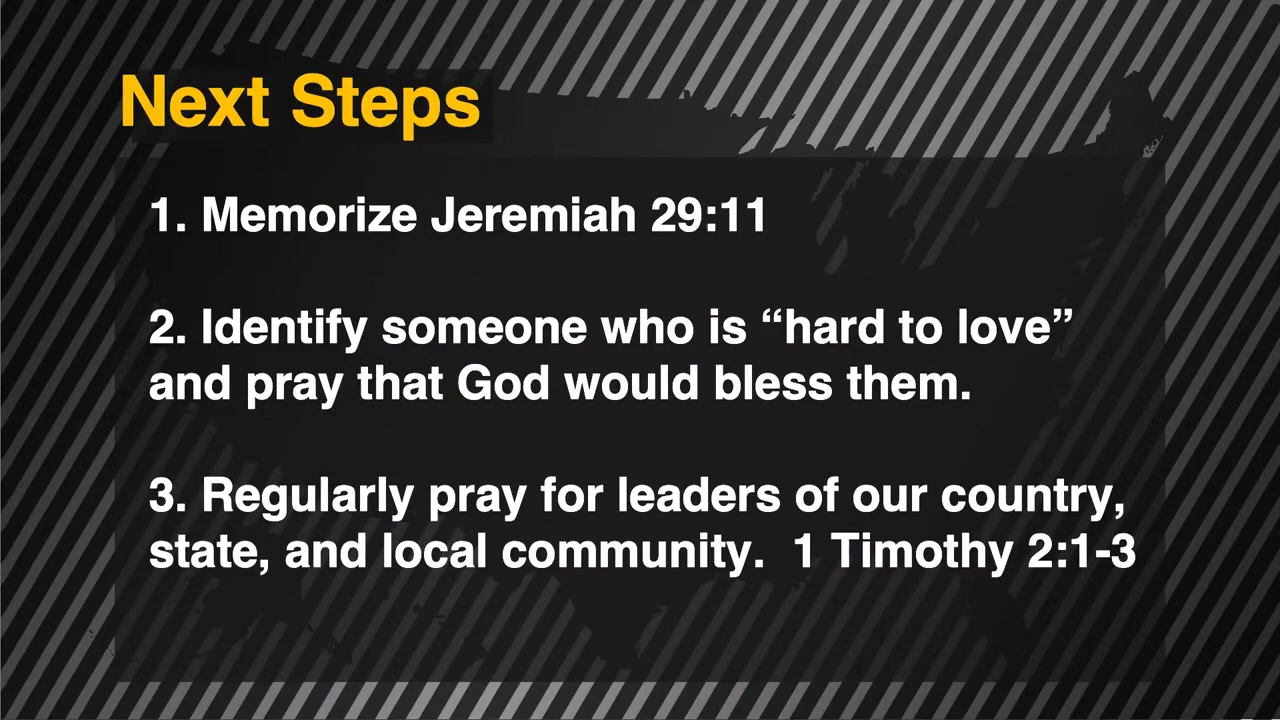 Next Steps
1. Memorize Jeremiah 29:11
2. Identify someone who is “hard to love”
and pray that God would bless them.
3. Regularly pray for leaders of our country,
state, and local community.  1 Timothy 2:1-3